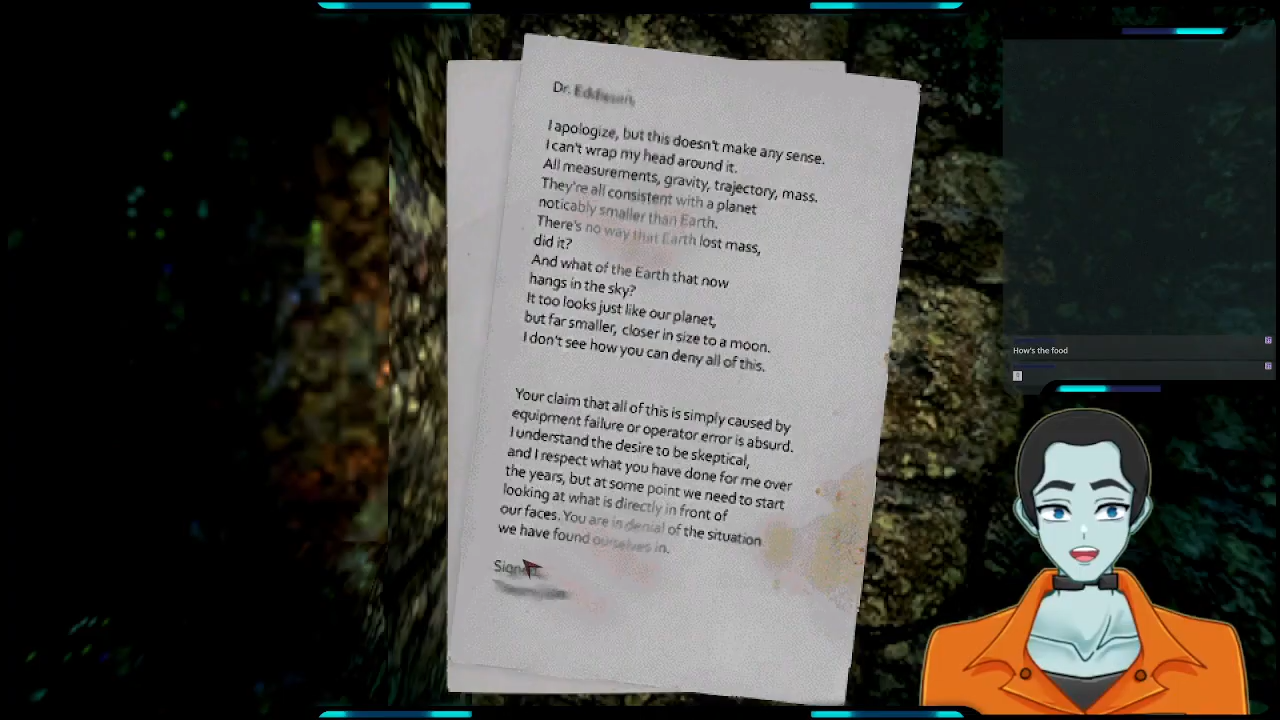 Dr.
I apologize, but this doesn't make any sense.
I can't wrap my head around it.
All measurements, gravity, trajectory, mass.
They're all consistent with a planet
noticably smaller than Earth.
There's no way that Earth lost mass,
did it?
And what of the Earth that now
hangs in the sky?
It too looks just like our planet,
but far smaller, closer in size to a moon.
I don't see how you can deny all of this.
Your claim that all of this is simply caused by
equipment failure or operator error is absurd.
I understand the desire to be skeptical,
and I respect what you have done for me over
the years, but at some point we need to start
looking at what is directly in front of
our faces. You are in denial of the situation
we have found ourselves in.
How's the food